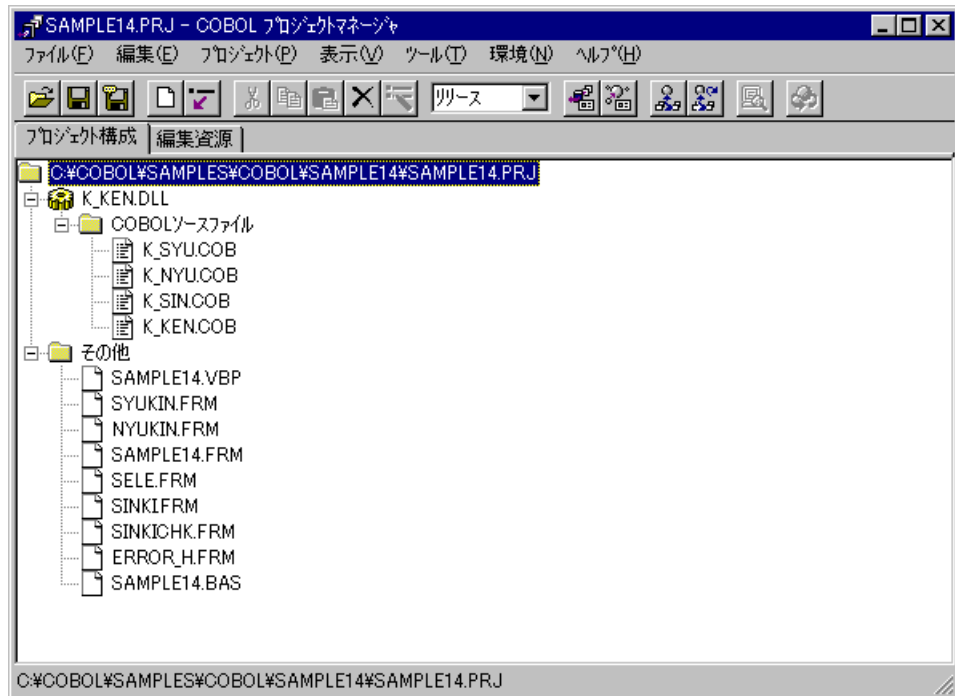 SAMPLE14.PRJ - COBOL ﾌﾟﾛｼﾞｪｸﾄﾏﾈｰｼﾞｬ
ﾌｧｲﾙ(F) 編集(E) ﾌﾟﾛｼﾞｪｸﾄ(P) 表示(V) ﾂｰﾙ(T) 環境(N) ﾍﾙﾌﾟ(H)
ﾘﾘｰｽ
ﾌﾟﾛｼﾞｪｸﾄ構成 編集資源
C:¥COBOL¥SAMPLES¥COBOL¥SAMPLE14¥SAMPLE14.PRJ
K_KEN.DLL
COBOLｿｰｽﾌｧｲﾙ
K_SYU.COB
K_NYU.COB
K_SIN.COB
K_KEN.COB
その他
SAMPLE14.VBP
SYUKIN.FRM
NYUKIN.FRM
SAMPLE14.FRM
SELE.FRM
SINKI.FRM
SINKICHK.FRM
ERROR_H.FRM
SAMPLE14.BAS
C:¥COBOL¥SAMPLES¥COBOL¥SAMPLE14¥SAMPLE14.PRJ